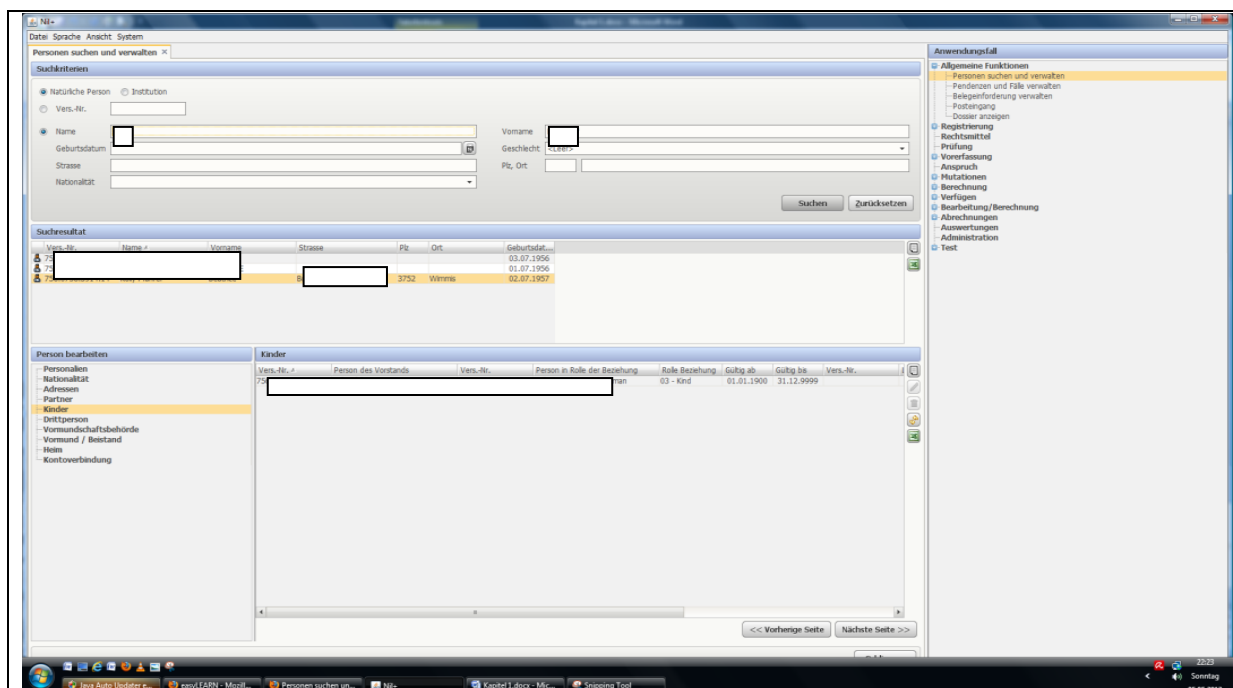 Nil+
Kapitel 1.docx - Microsoft Word
Datei Sprache Ansicht System
Personen suchen und verwalten ×
Suchkriterien
Natürliche Person Institution
Vers.-Nr.
Name Vorname
Geburtsdatum Geschlecht <Leer>
Strasse Plz, Ort
Nationalität
Suchen Zurücksetzen
Suchresultat
Vers.-Nr. Name Vorname Strasse Plz Ort Geburtsdat...
03.07.1956
01.07.1956
3752 Wimmis 02.07.1957
Person bearbeiten
Personalien
Nationalität
Adressen
Partner
Kinder
Drittperson
Vormundschaftsbehörde
Vormund / Beistand
Heim
Kontoverbindung
Kinder
Vers.-Nr. Person des Vorstands Vers.-Nr. Person in Rolle der Beziehung Rolle Beziehung Gültig ab Gültig bis Vers.-Nr.
03 - Kind 01.01.1900 31.12.9999
<< Vorherige Seite Nächste Seite >>
Anwendungsfall
Allgemeine Funktionen
Personen suchen und verwalten
Pendenzen und Fälle verwalten
Belegeinforderung verwalten
Posteingang
Dossier anzeigen
Registrierung
Rechtsmittel
Prüfung
Vorerfassung
Anspruch
Mutationen
Berechnung
Verfügen
Bearbeitung/Berechnung
Abrechnungen
Auswertungen
Administration
Test
Java Auto Updater e... easyLEARN - Mozill... Personen suchen un... Nil+ Kapitel 1.docx - Mic... Snipping Tool
22:23
Sonntag